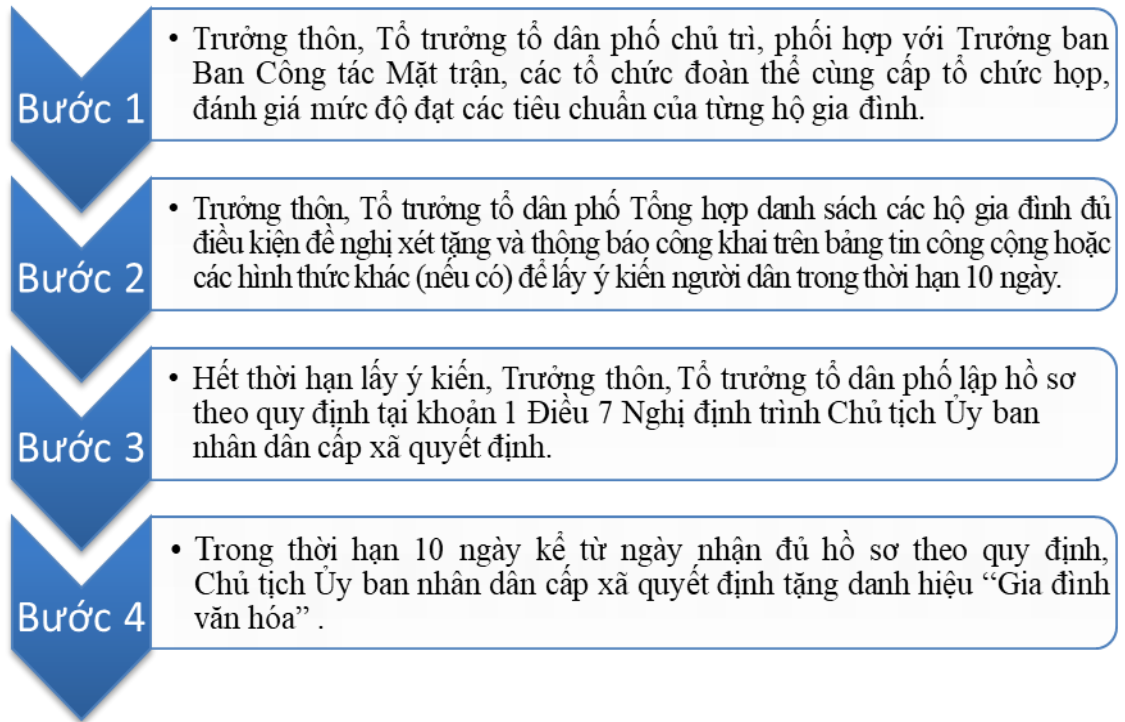 Bước 1
• Trưởng thôn, Tổ trưởng tổ dân phố chủ trì, phối hợp với Trưởng ban
Ban Công tác Mặt trận, các tổ chức đoàn thể cùng cấp tổ chức họp,
đánh giá mức độ đạt các tiêu chuẩn của từng hộ gia đình.
Bước 2
• Trưởng thôn, Tổ trưởng tổ dân phố Tổng hợp danh sách các hộ gia đình đủ
điều kiện đề nghị xét tặng và thông báo công khai trên bảng tin công cộng hoặc
các hình thức khác (nếu có) để lấy ý kiến người dân trong thời hạn 10 ngày.
Bước 3
• Hết thời hạn lấy ý kiến, Trưởng thôn, Tổ trưởng tổ dân phố lập hồ sơ
theo quy định tại khoản 1 Điều 7 Nghị định trình Chủ tịch Ủy ban
nhân dân cấp xã quyết định.
Bước 4
• Trong thời hạn 10 ngày kể từ ngày nhận đủ hồ sơ theo quy định,
Chủ tịch Ủy ban nhân dân cấp xã quyết định tặng danh hiệu “Gia đình
văn hóa” .